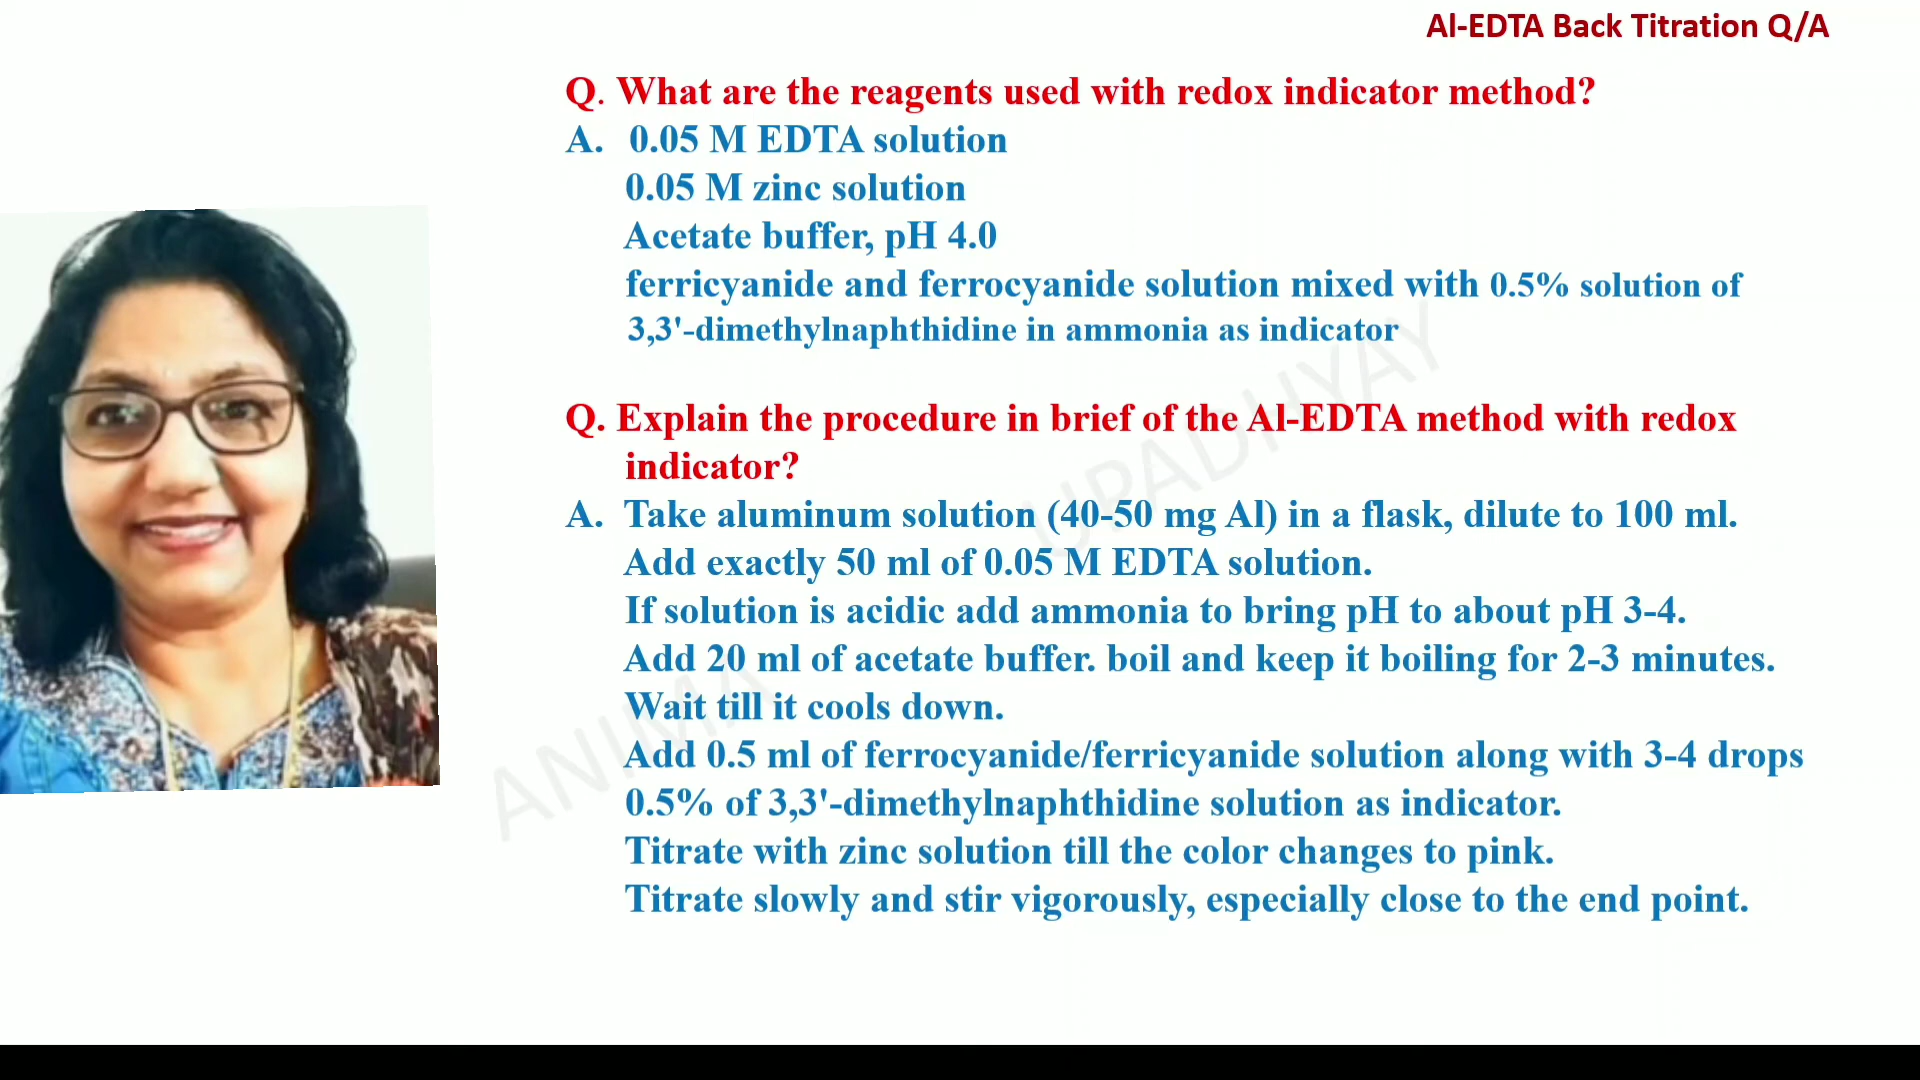 Al-EDTA Back Titration Q/A
Q. What are the reagents used with redox indicator method?
A. 0.05 M EDTA solution
0.05 M zinc solution
Acetate buffer, pH 4.0
ferricyanide and ferrocyanide solution mixed with 0.5% solution of
3,3'-dimethylnaphthidine in ammonia as indicator
Q. Explain the procedure in brief of the Al-EDTA method with redox
indicator?
A. Take aluminum solution (40-50 mg Al) in a flask, dilute to 100 ml.
Add exactly 50 ml of 0.05 M EDTA solution.
If solution is acidic add ammonia to bring pH to about pH 3-4.
Add 20 ml of acetate buffer. boil and keep it boiling for 2-3 minutes.
Wait till it cools down.
Add 0.5 ml of ferrocyanide/ferricyanide solution along with 3-4 drops
0.5% of 3,3'-dimethylnaphthidine solution as indicator.
Titrate with zinc solution till the color changes to pink.
Titrate slowly and stir vigorously, especially close to the end point.
ANIMA UPADHYAY